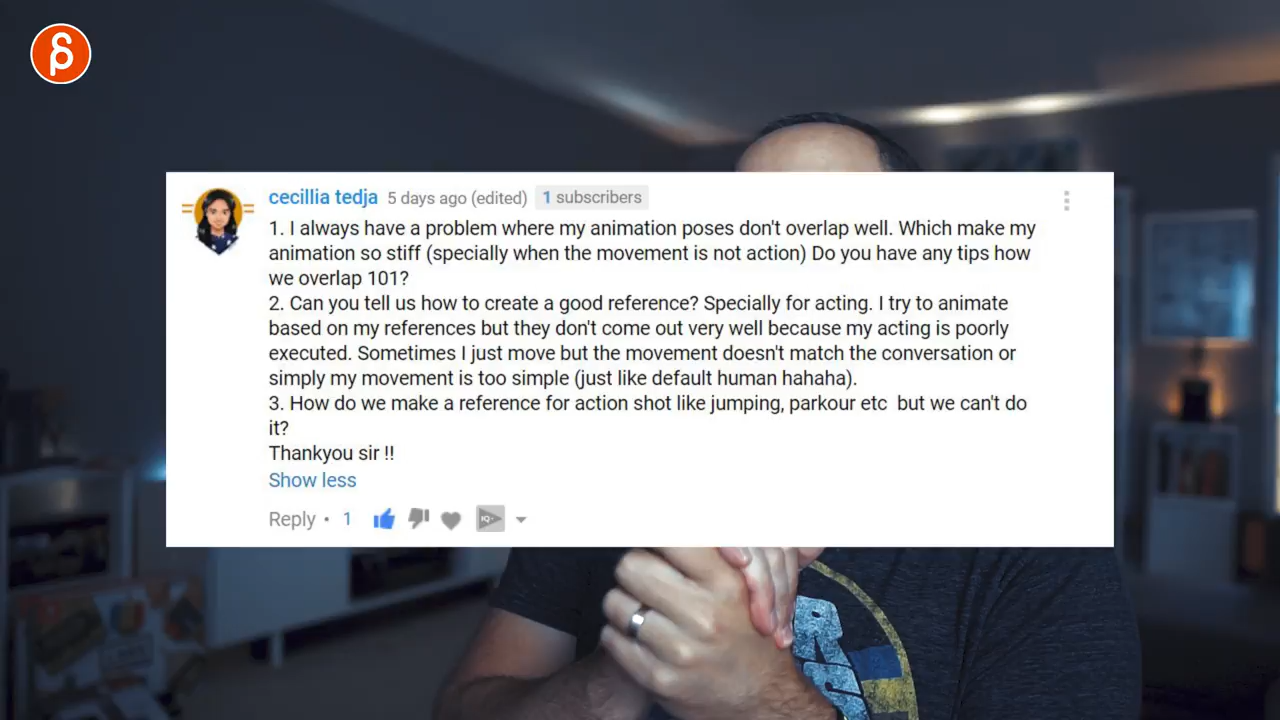 cecillia tedja 5 days ago (edited) 1 subscribers
1. I always have a problem where my animation poses don't overlap well. Which make my
animation so stiff (specially when the movement is not action) Do you have any tips how
we overlap 101?
2. Can you tell us how to create a good reference? Specially for acting. I try to animate
based on my references but they don't come out very well because my acting is poorly
executed. Sometimes I just move but the movement doesn't match the conversation or
simply my movement is too simple (just like default human hahaha).
3. How do we make a reference for action shot like jumping, parkour etc but we can't do
it?
Thankyou sir !!
Show less
Reply • 1 IQ